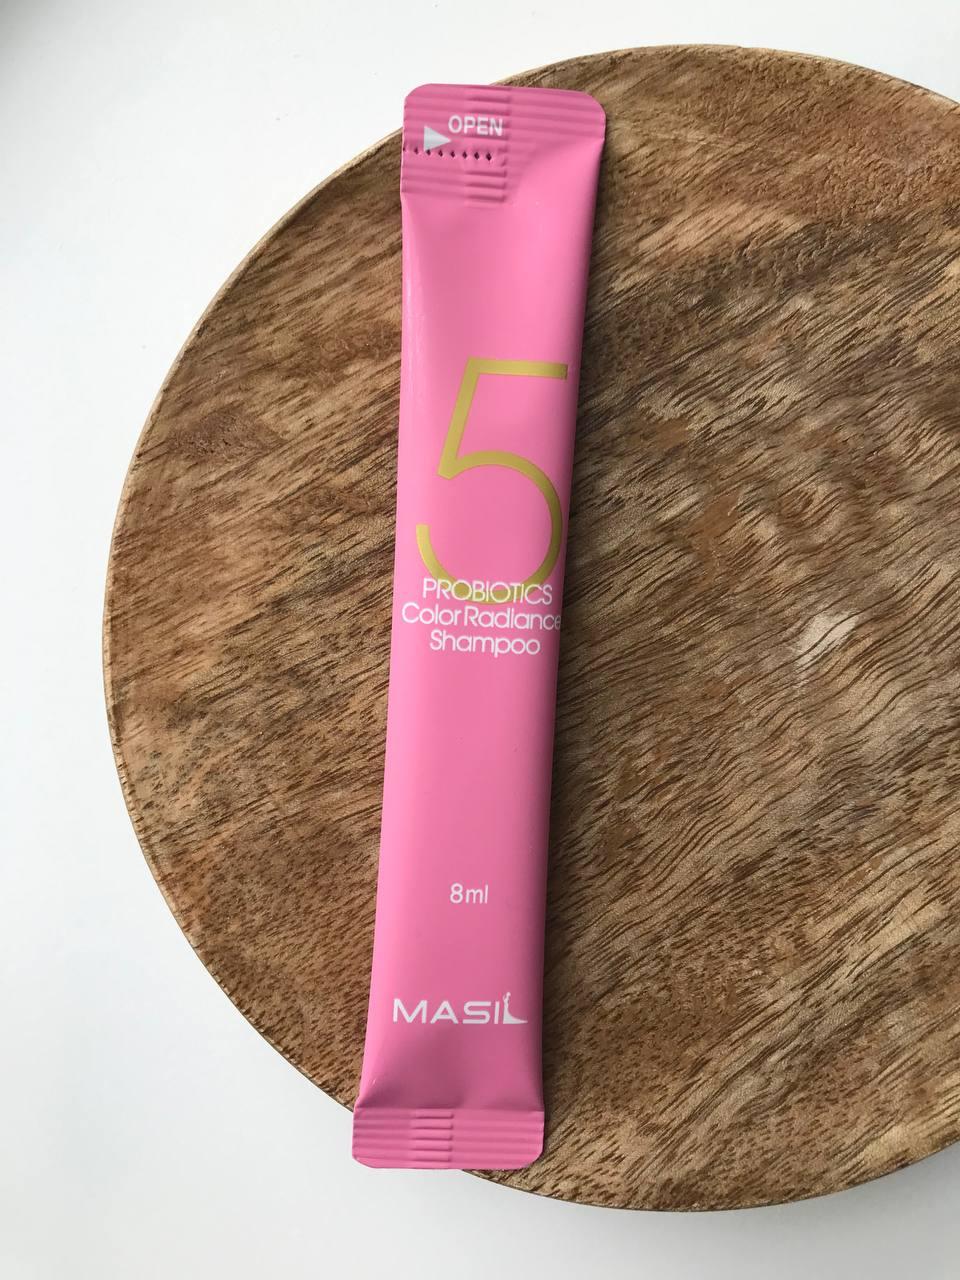 OPEN
5
PROBIOTICS
Color Radiance
Shampoo
8ml
MASIL